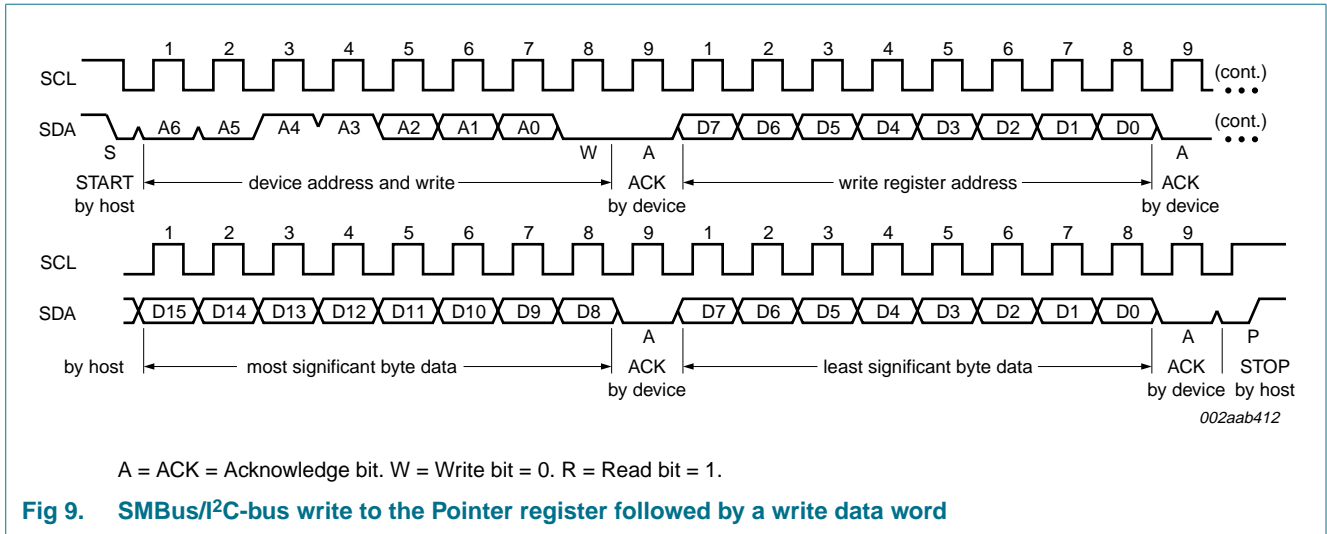 1 2 3 4 5 6 7 8 9 1 2 3 4 5 6 7 8 9
SCL (cont.)
SDA A6 A5 A4 A3 A2 A1 A0 D7 D6 D5 D4 D3 D2 D1 D0 (cont.)
S W A A
START device address and write ACK write register address ACK
by host by device by device
1 2 3 4 5 6 7 8 9 1 2 3 4 5 6 7 8 9
SCL
SDA D15 D14 D13 D12 D11 D10 D9 D8 D7 D6 D5 D4 D3 D2 D1 D0
A A P
by host most significant byte data ACK least significant byte data ACK STOP
by device by device by host
002aab412
A = ACK = Acknowledge bit. W = Write bit = 0. R = Read bit = 1.
Fig 9. SMBus/I²C-bus write to the Pointer register followed by a write data word